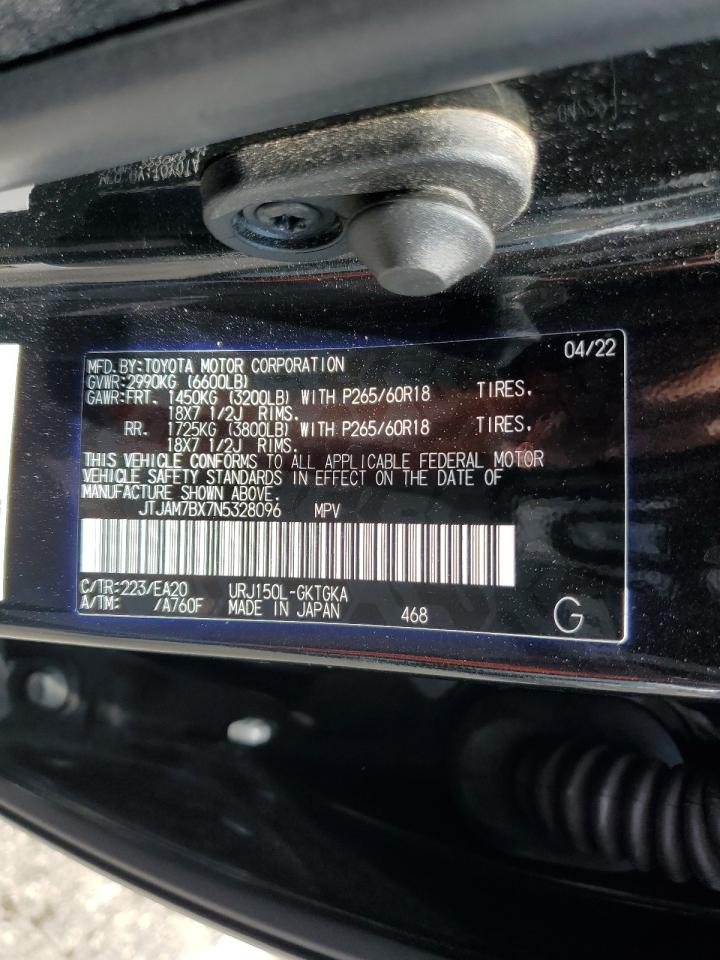 04/22
MFD.BY:TOYOTA MOTOR CORPORATION
GVWR:2990KG (6600LB)
GAWR:FRT. 1450KG (3200LB) WITH P265/60R18 TIRES,
18X7 1/2J RIMS.
RR. 1725KG (3800LB) WITH P265/60R18 TIRES,
18X7 1/2J RIMS.
THIS VEHICLE CONFORMS TO ALL APPLICABLE FEDERAL MOTOR
VEHICLE SAFETY STANDARDS IN EFFECT ON THE DATE OF
MANUFACTURE SHOWN ABOVE.
JTJAM7BX7N5328096 MPV
C/TR:223/EA20 URJ150L-GKTGKA
A/TM: /A760F MADE IN JAPAN 468 G